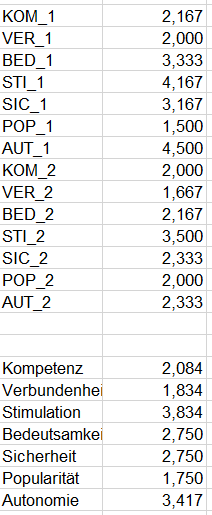 KOM_1 2,167
VER_1 2,000
BED_1 3,333
STI_1 4,167
SIC_1 3,167
POP_1 1,500
AUT_1 4,500
KOM_2 2,000
VER_2 1,667
BED_2 2,167
STI_2 3,500
SIC_2 2,333
POP_2 2,000
AUT_2 2,333
Kompetenz 2,084
Verbundenhei 1,834
Stimulation 3,834
Bedeutsamkei 2,750
Sicherheit 2,750
Popularität 1,750
Autonomie 3,417